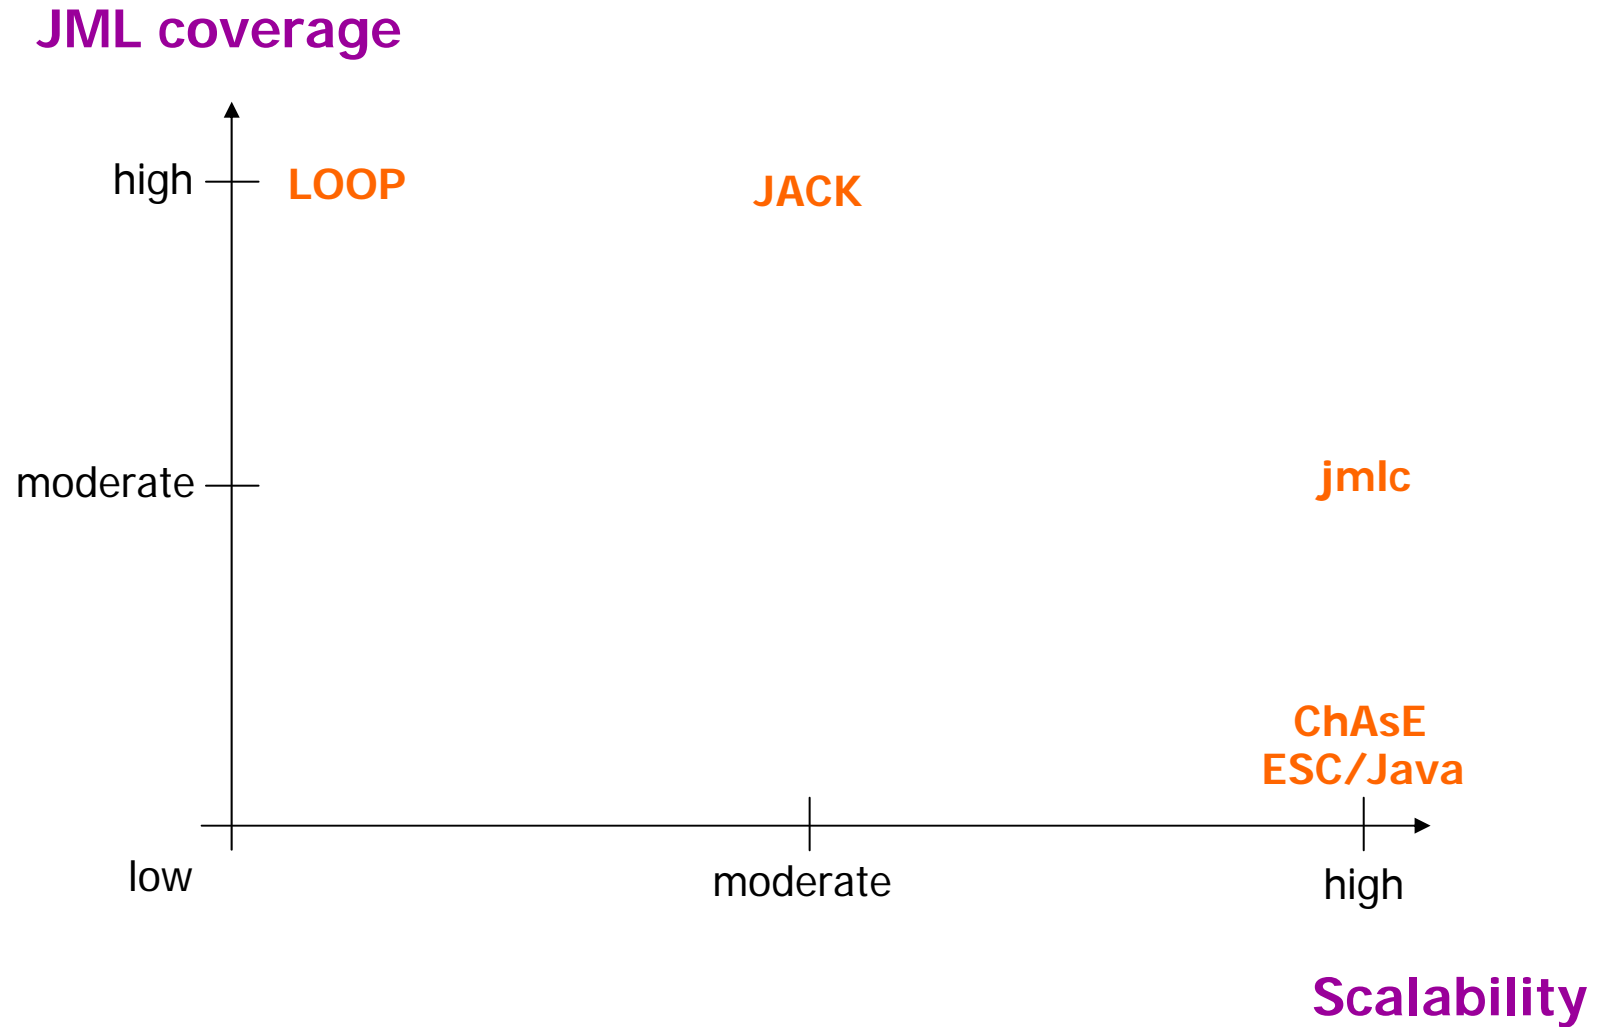 JML coverage
high
LOOP
JACK
moderate
jmlc
ChAsE
ESC/Java
low
moderate
high
Scalability